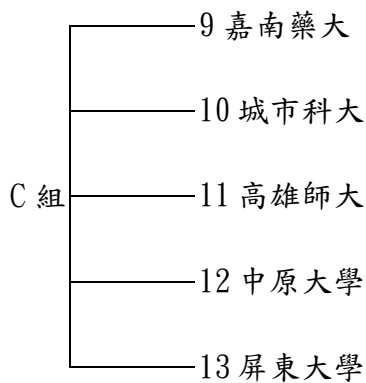 9 嘉南藥大
10 城市科大
C 組
11 高雄師大
12 中原大學
13 屏東大學